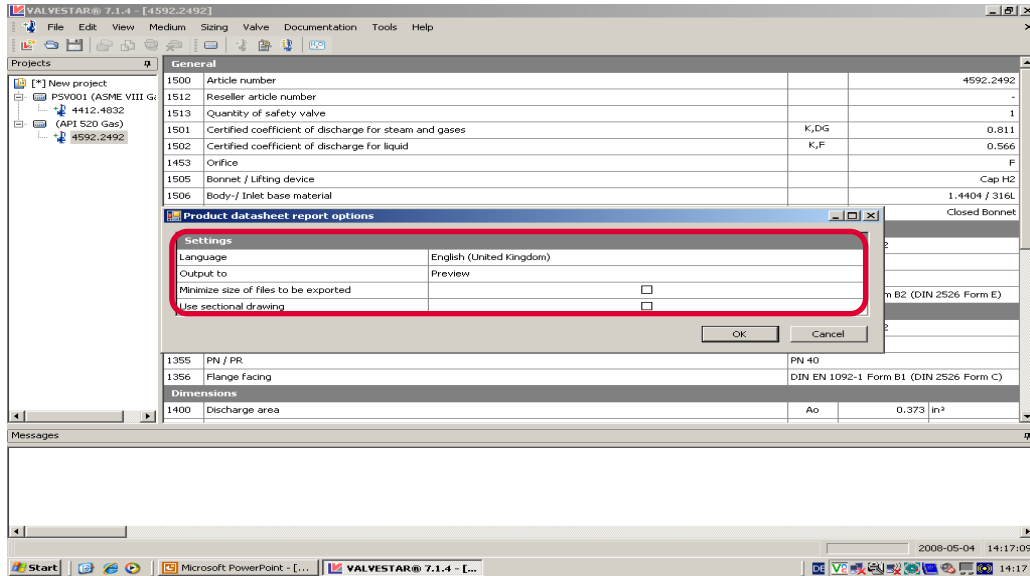 VALVESTAR® 7.1.4 - [4592.2492]
File Edit View Medium Sizing Valve Documentation Tools Help
Projects
[*] New project
PSV001 (ASME VIII Ga
4412.4832
(API 520 Gas)
4592.2492
General
1500 Article number 4592.2492
1512 Reseller article number -
1513 Quantity of safety valve 1
1501 Certified coefficient of discharge for steam and gases K,DG 0.811
1502 Certified coefficient of discharge for liquid K,F 0.566
1453 Orifice F
1505 Bonnet / Lifting device Cap H2
1506 Body-/ Inlet base material 1.4404 / 316L
Closed Bonnet
Product datasheet report options
Settings
Language English (United Kingdom)
Output to Preview
Minimize size of files to be exported
Use sectional drawing
OK Cancel
m B2 (DIN 2526 Form E)
1355 PN / PR PN 40
1356 Flange facing DIN EN 1092-1 Form B1 (DIN 2526 Form C)
Dimensions
1400 Discharge area Ao 0.373 in²
Messages
2008-05-04 14:17:09
Start Microsoft PowerPoint - [... VALVESTAR® 7.1.4 - [... DE 14:17